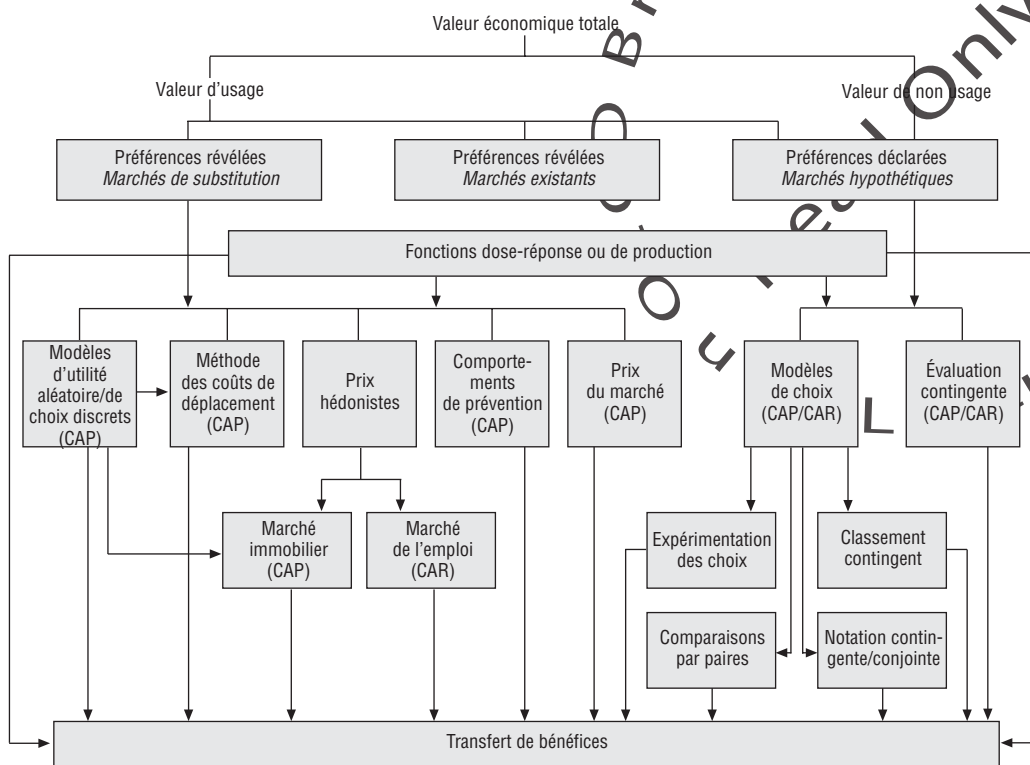 Valeur économique totale
Valeur d'usage
Valeur de non usage
Préférences révélées
Marchés de substitution
Préférences révélées
Marchés existants
Préférences déclarées
Marchés hypothétiques
Fonctions dose-réponse ou de production
Modèles
d'utilité
aléatoire/de
choix discrets
(CAP)
Méthode
des coûts de
déplacement
(CAP)
Prix
hédonistes
Comporte-
ments
de prévention
(CAP)
Prix
du marché
(CAP)
Modèles
de choix
(CAP/CAR)
Évaluation
contingente
(CAP/CAR)
Marché
immobilier
(CAP)
Marché
de l'emploi
(CAR)
Expérimentation
des choix
Classement
contingent
Comparaisons
par paires
Notation contin-
gente/conjointe
Transfert de bénéfices
Only